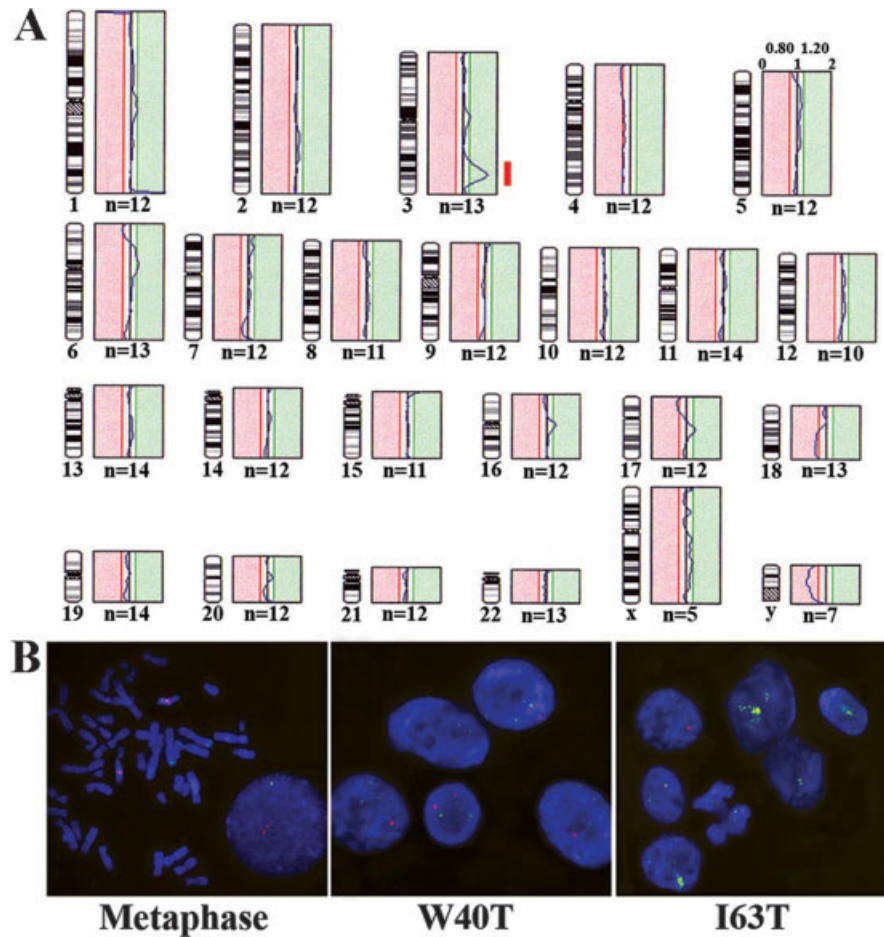 A
0.80 1.20
0 1 2
1 n=12
2 n=12
3 n=13
4 n=12
5 n=12
6 n=13
7 n=12
8 n=11
9 n=12
10 n=12
11 n=14
12 n=10
13 n=14
14 n=12
15 n=11
16 n=12
17 n=12
18 n=13
19 n=14
20 n=12
21 n=12
22 n=13
x n=5
y n=7
B
Metaphase
W40T
I63T